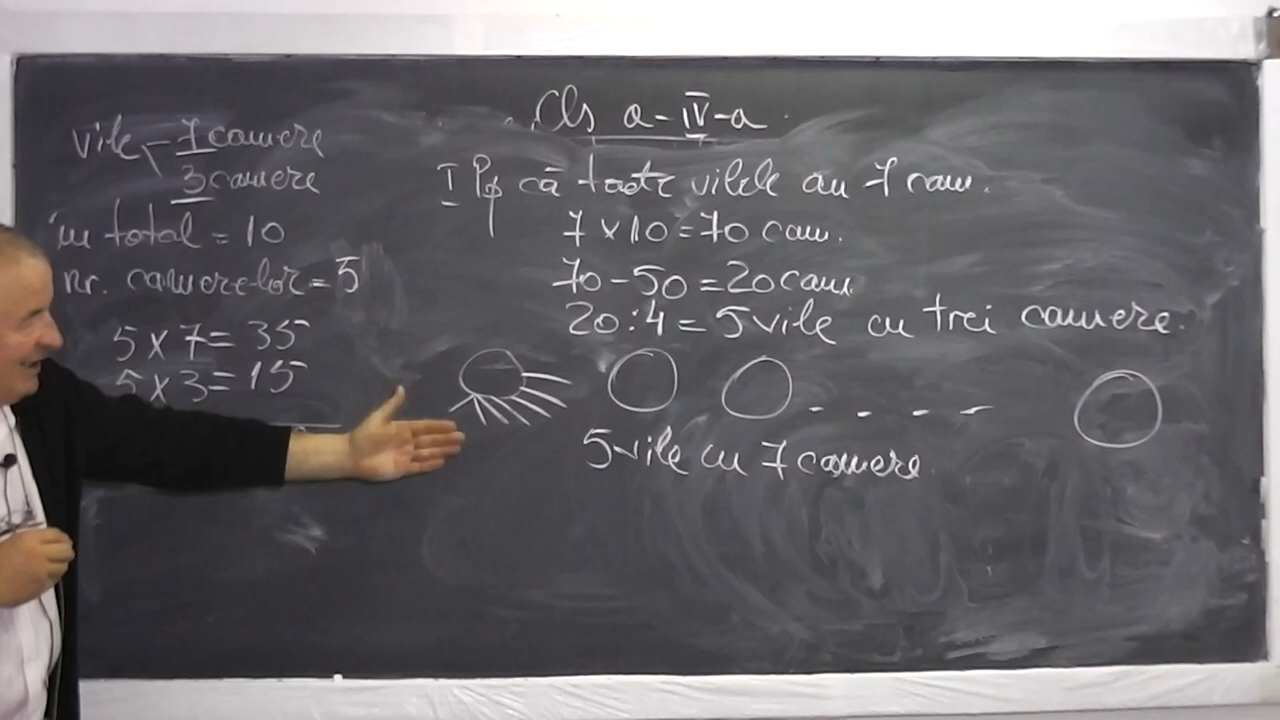 Cls a-IV-a
vile 7 camere
3 camere
în total = 10
nr. camerelor = 5
5 x 7 = 35
5 x 3 = 15
I Pp că toate vilele au 7 cam.
7 x 10 = 70 cam.
70 - 50 = 20 cam
20 : 4 = 5 vile cu trei camere.
5 vile cu 7 camere